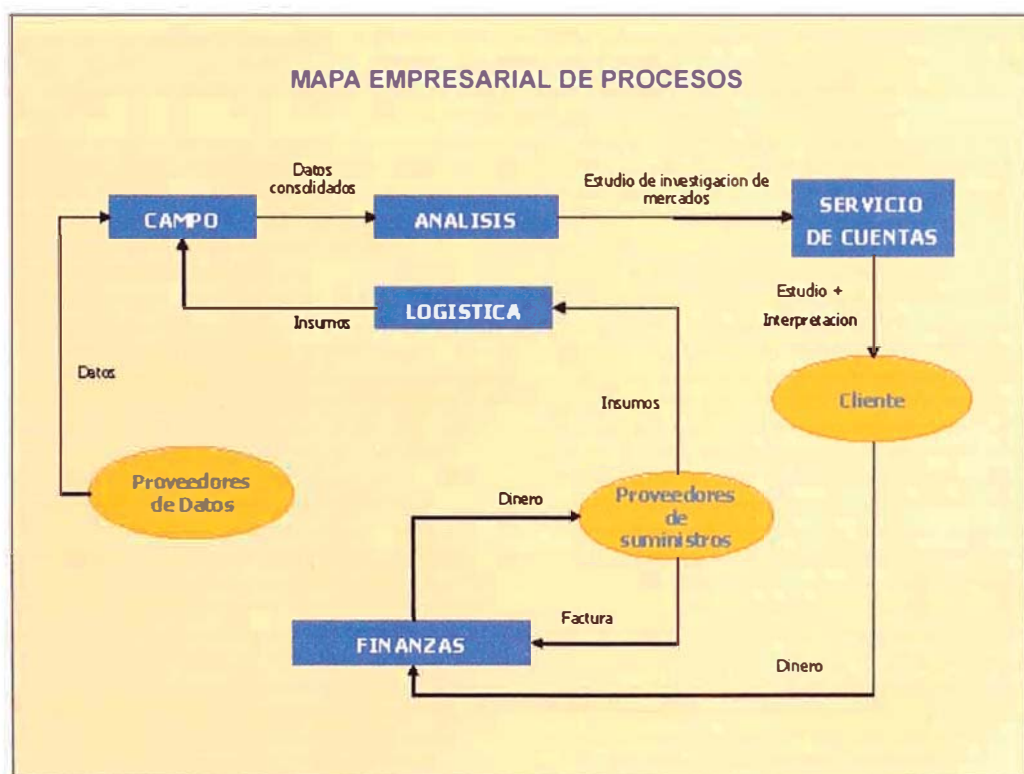 MAPA EMPRESARIAL DE PROCESOS
Datos
consolidados
Estudio de investigacion de
mercados
CAMPO
ANALISIS
SERVICIO
DE CUENTAS
LOGISTICA
Insumos
Estudio +
Interpretacion
Datos
Insumos
Cliente
Proveedores
de Datos
Dinero
Proveedores
de
suministros
Factura
FINANZAS
Dinero